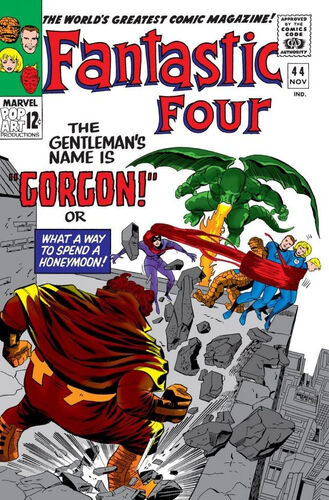 THE WORLD'S GREATEST COMIC MAGAZINE!
APPROVED
BY THE
COMICS
CODE
AUTHORITY
Fantastic
Four
MARVEL
POP
ART
PRODUCTIONS
12¢
44
NOV
IND.
THE
GENTLEMAN'S
NAME IS
"GORGON!"
OR
WHAT A WAY
TO SPEND A
HONEYMOON!